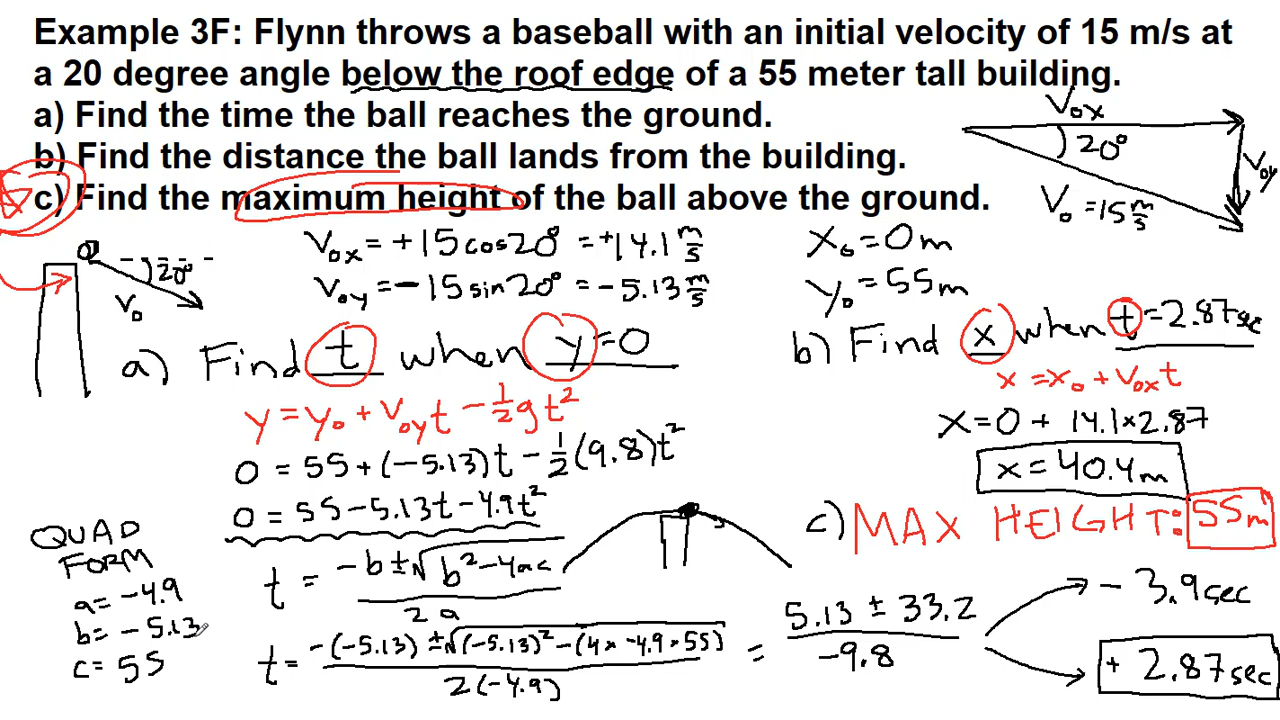 Example 3F: Flynn throws a baseball with an initial velocity of 15 m/s at
a 20 degree angle below the roof edge of a 55 meter tall building.
a) Find the time the ball reaches the ground.
b) Find the distance the ball lands from the building.
c) Find the maximum height of the ball above the ground.
Vox
20°
Voy
Vo = 15 m/s
20°
Vo
Vox = +15cos20° = +14.1 m/s
Voy = -15sin20° = -5.13 m/s
Xo = 0m
yo = 55m
a) Find t when y = 0
y = yo + Voyt - 1/2gt²
0 = 55 + (-5.13)t - 1/2(9.8)t²
0 = 55 - 5.13t - 4.9t²
b) Find x when t = 2.87sec
x = xo + Voxt
x = 0 + 14.1 × 2.87
x = 40.4m
c) MAX HEIGHT: 55m
QUAD
FORM
a = -4.9
b = -5.13
c = 55
t = -b ± √b² - 4ac / 2a
t = -(-5.13) ± √(-5.13)² - (4 × -4.9 × 55) / 2(-4.9) = 5.13 ± 33.2 / -9.8
- 3.9sec
+ 2.87sec